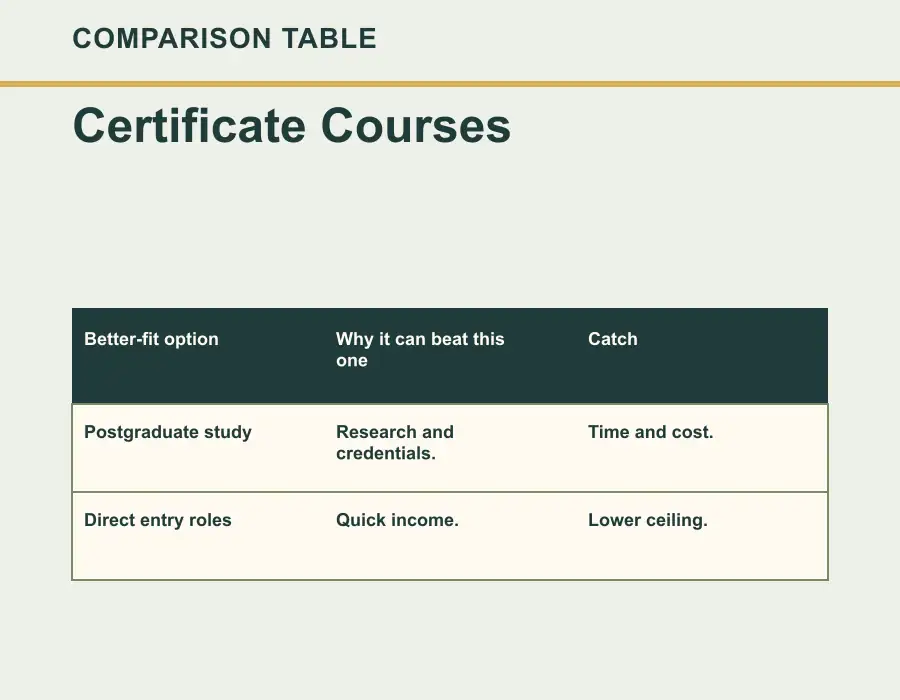 COMPARISON TABLE
Certificate Courses
Better-fit option
Why it can beat this
one
Catch
Postgraduate study
Research and
credentials.
Time and cost.
Direct entry roles
Quick income.
Lower ceiling.